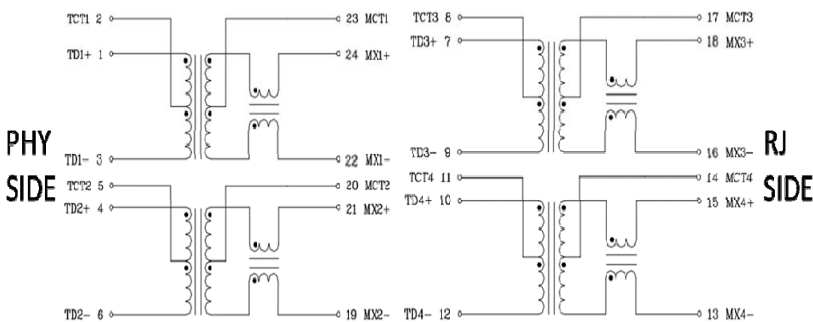 TCT1 2
23 MCT1
TD1+ 1
24 MX1+
TD1- 3
22 MX1-
TCT2 5
20 MCT2
TD2+ 4
21 MX2+
TD2- 6
19 MX2-
TCT3 8
17 MCT3
TD3+ 7
18 MX3+
TD3- 9
16 MX3-
TCT4 11
14 MCT4
TD4+ 10
15 MX4+
TD4- 12
13 MX4-
PHY
SIDE
RJ
SIDE